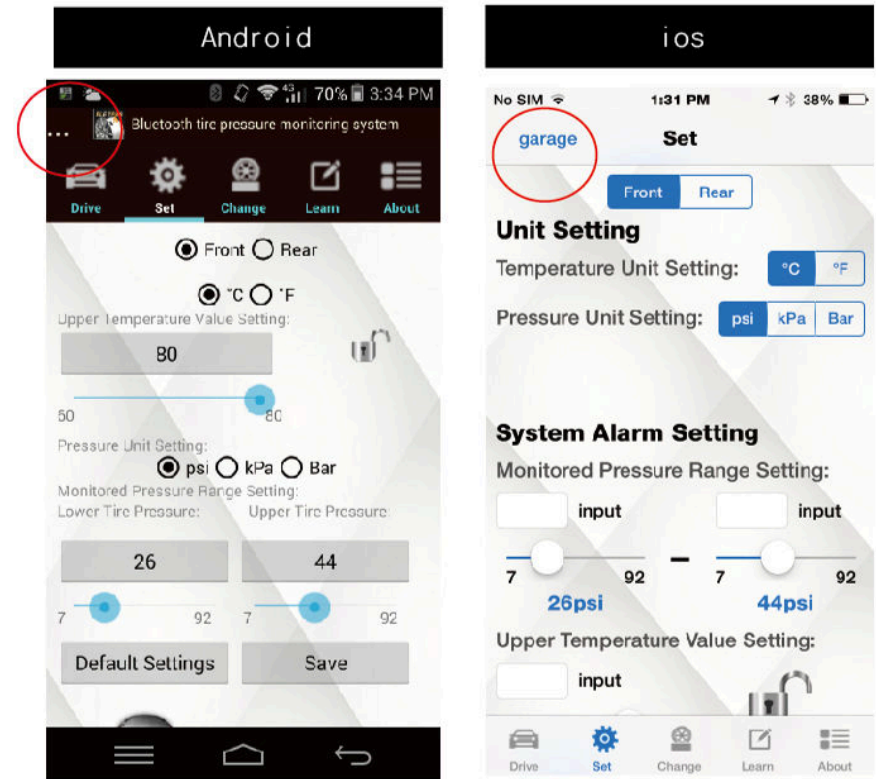 Android
70% 3:34 PM
... Bluetooth tire pressure monitoring system
Drive Set Change Learn About
Front Rear
°C °F
Upper Temperature Value Setting:
80
50 80
Pressure Unit Setting:
psi kPa Bar
Monitored Pressure Range Setting:
Lower Tire Pressure: Upper Tire Pressure:
26 44
7 92 7 92
Default Settings Save
ios
No SIM 1:31 PM 38%
garage Set
Front Rear
Unit Setting
Temperature Unit Setting: °C °F
Pressure Unit Setting: psi kPa Bar
System Alarm Setting
Monitored Pressure Range Setting:
input input
7 92 – 7 92
26psi 44psi
Upper Temperature Value Setting:
input
Drive Set Change Learn About